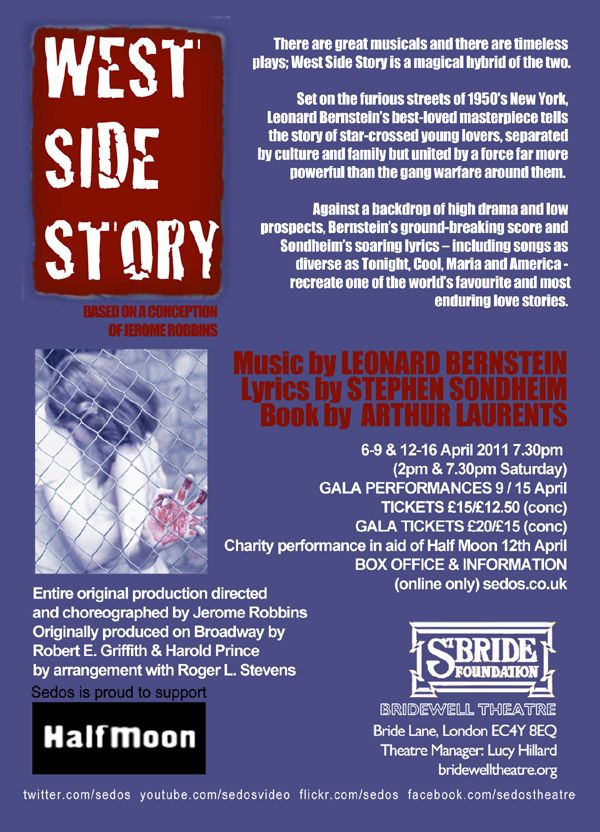 WEST
SIDE
STORY
BASED ON A CONCEPTION
OF JEROME ROBBINS
There are great musicals and there are timeless
plays; West Side Story is a magical hybrid of the two.
Set on the furious streets of 1950's New York,
Leonard Bernstein's best-loved masterpiece tells
the story of star-crossed young lovers, separated
by culture and family but united by a force far more
powerful than the gang warfare around them.
Against a backdrop of high drama and low
prospects, Bernstein's ground-breaking score and
Sondheim's soaring lyrics – including songs as
diverse as Tonight, Cool, Maria and America -
recreate one of the world's favourite and most
enduring love stories.
Music by LEONARD BERNSTEIN
Lyrics by STEPHEN SONDHEIM
Book by ARTHUR LAURENTS
6-9 & 12-16 April 2011 7.30pm
(2pm & 7.30pm Saturday)
GALA PERFORMANCES 9 / 15 April
TICKETS £15/£12.50 (conc)
GALA TICKETS £20/£15 (conc)
Charity performance in aid of Half Moon 12th April
BOX OFFICE & INFORMATION
(online only) sedos.co.uk
Entire original production directed
and choreographed by Jerome Robbins
Originally produced on Broadway by
Robert E. Griffith & Harold Prince
by arrangement with Roger L. Stevens
Sedos is proud to support
Half Moon
ST BRIDE
FOUNDATION
BRIDEWELL THEATRE
Bride Lane, London EC4Y 8EQ
Theatre Manager: Lucy Hillard
bridewelltheatre.org
twitter.com/sedos youtube.com/sedosvideo flickr.com/sedos facebook.com/sedostheatre